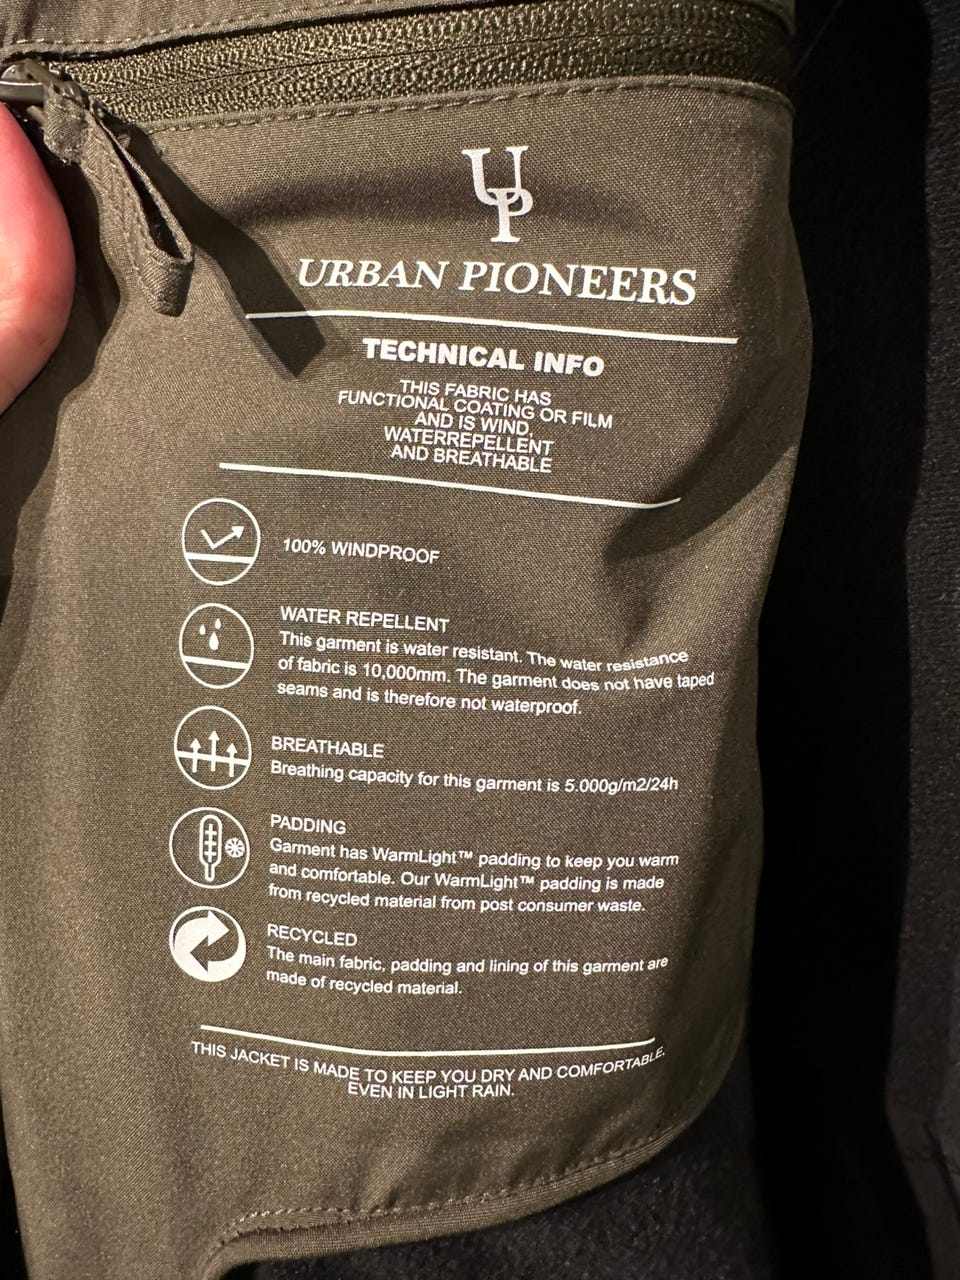 UP
URBAN PIONEERS
TECHNICAL INFO
THIS FABRIC HAS
FUNCTIONAL COATING OR FILM
AND IS WIND,
WATERREPELLENT
AND BREATHABLE
100% WINDPROOF
WATER REPELLENT
This garment is water resistant. The water resistance
of fabric is 10,000mm. The garment does not have taped
seams and is therefore not waterproof.
BREATHABLE
Breathing capacity for this garment is 5.000g/m2/24h
PADDING
Garment has WarmLight™ padding to keep you warm
and comfortable. Our WarmLight™ padding is made
from recycled material from post consumer waste.
RECYCLED
The main fabric, padding and lining of this garment are
made of recycled material.
THIS JACKET IS MADE TO KEEP YOU DRY AND COMFORTABLE,
EVEN IN LIGHT RAIN.